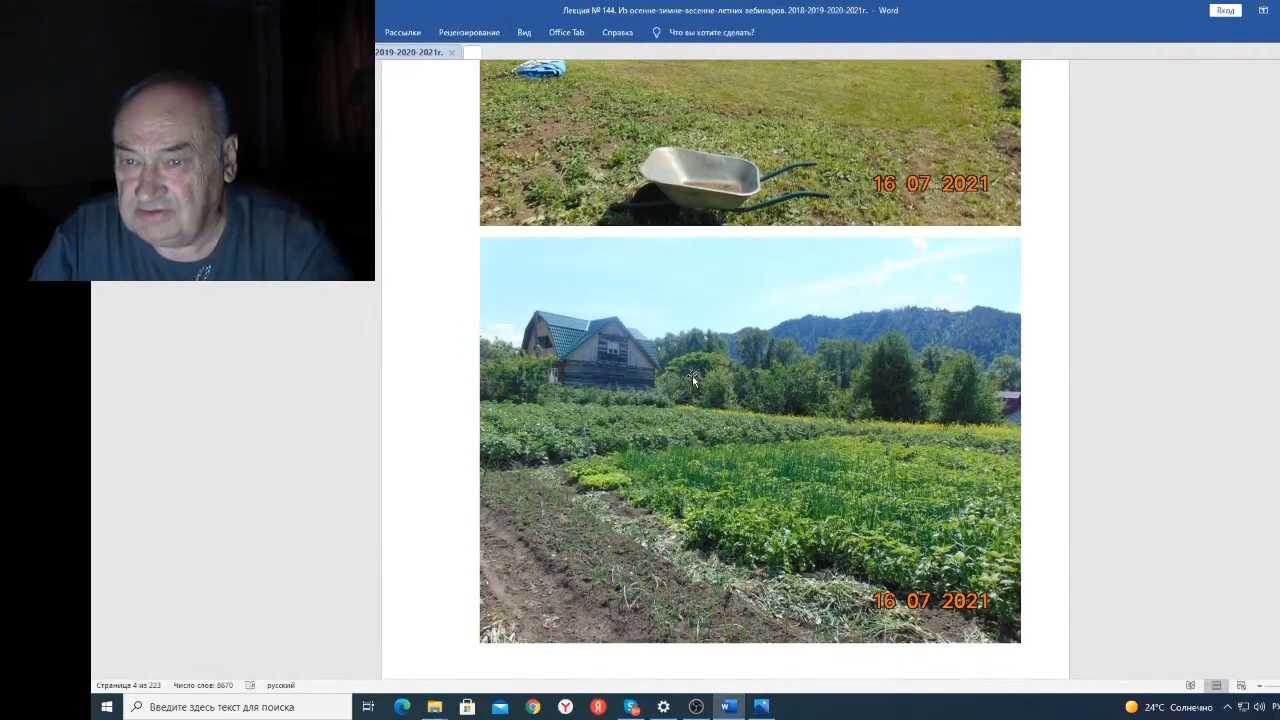 Лекция № 144. Из осенне-зимне-весенне-летних вебинаров. 2018-2019-2020-2021г. - Word
Вход
Рассылки Рецензирование Вид Office Tab Справка Что вы хотите сделать?
2019-2020-2021г.
16 07 2021
16 07 2021
Страница 4 из 223 Число слов: 8670 русский
Введите здесь текст для поиска
24°C Солнечно